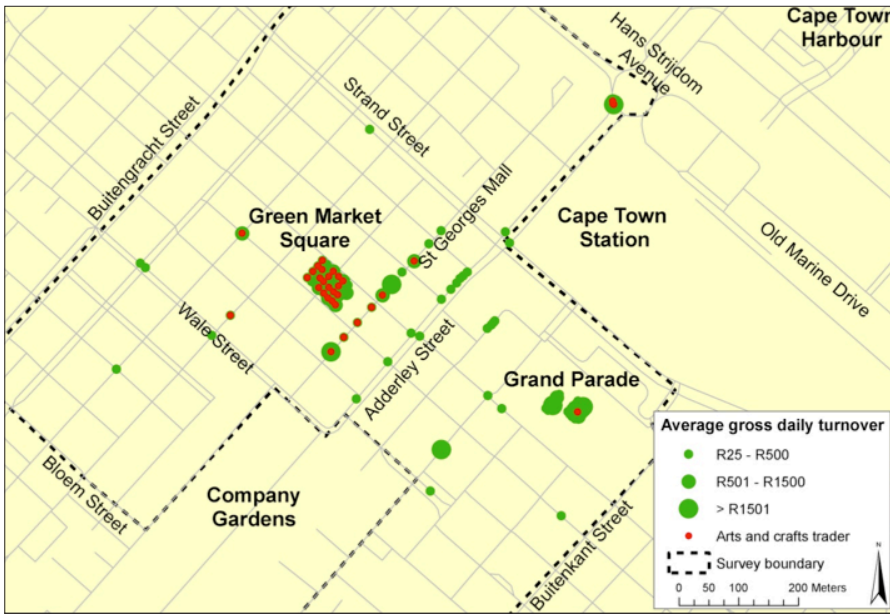 Cape Town
Harbour
Hans Strijdom
Avenue
Strand Street
Buitengracht Street
St Georges Mall
Green Market
Square
Cape Town
Station
Old Marine Drive
Wale Street
Adderley Street
Grand Parade
Bloem Street
Company
Gardens
Buitenkant Street
Average gross daily turnover
R25 - R500
R501 - R1500
> R1501
Arts and crafts trader
Survey boundary
N
0 50 100 200 Meters